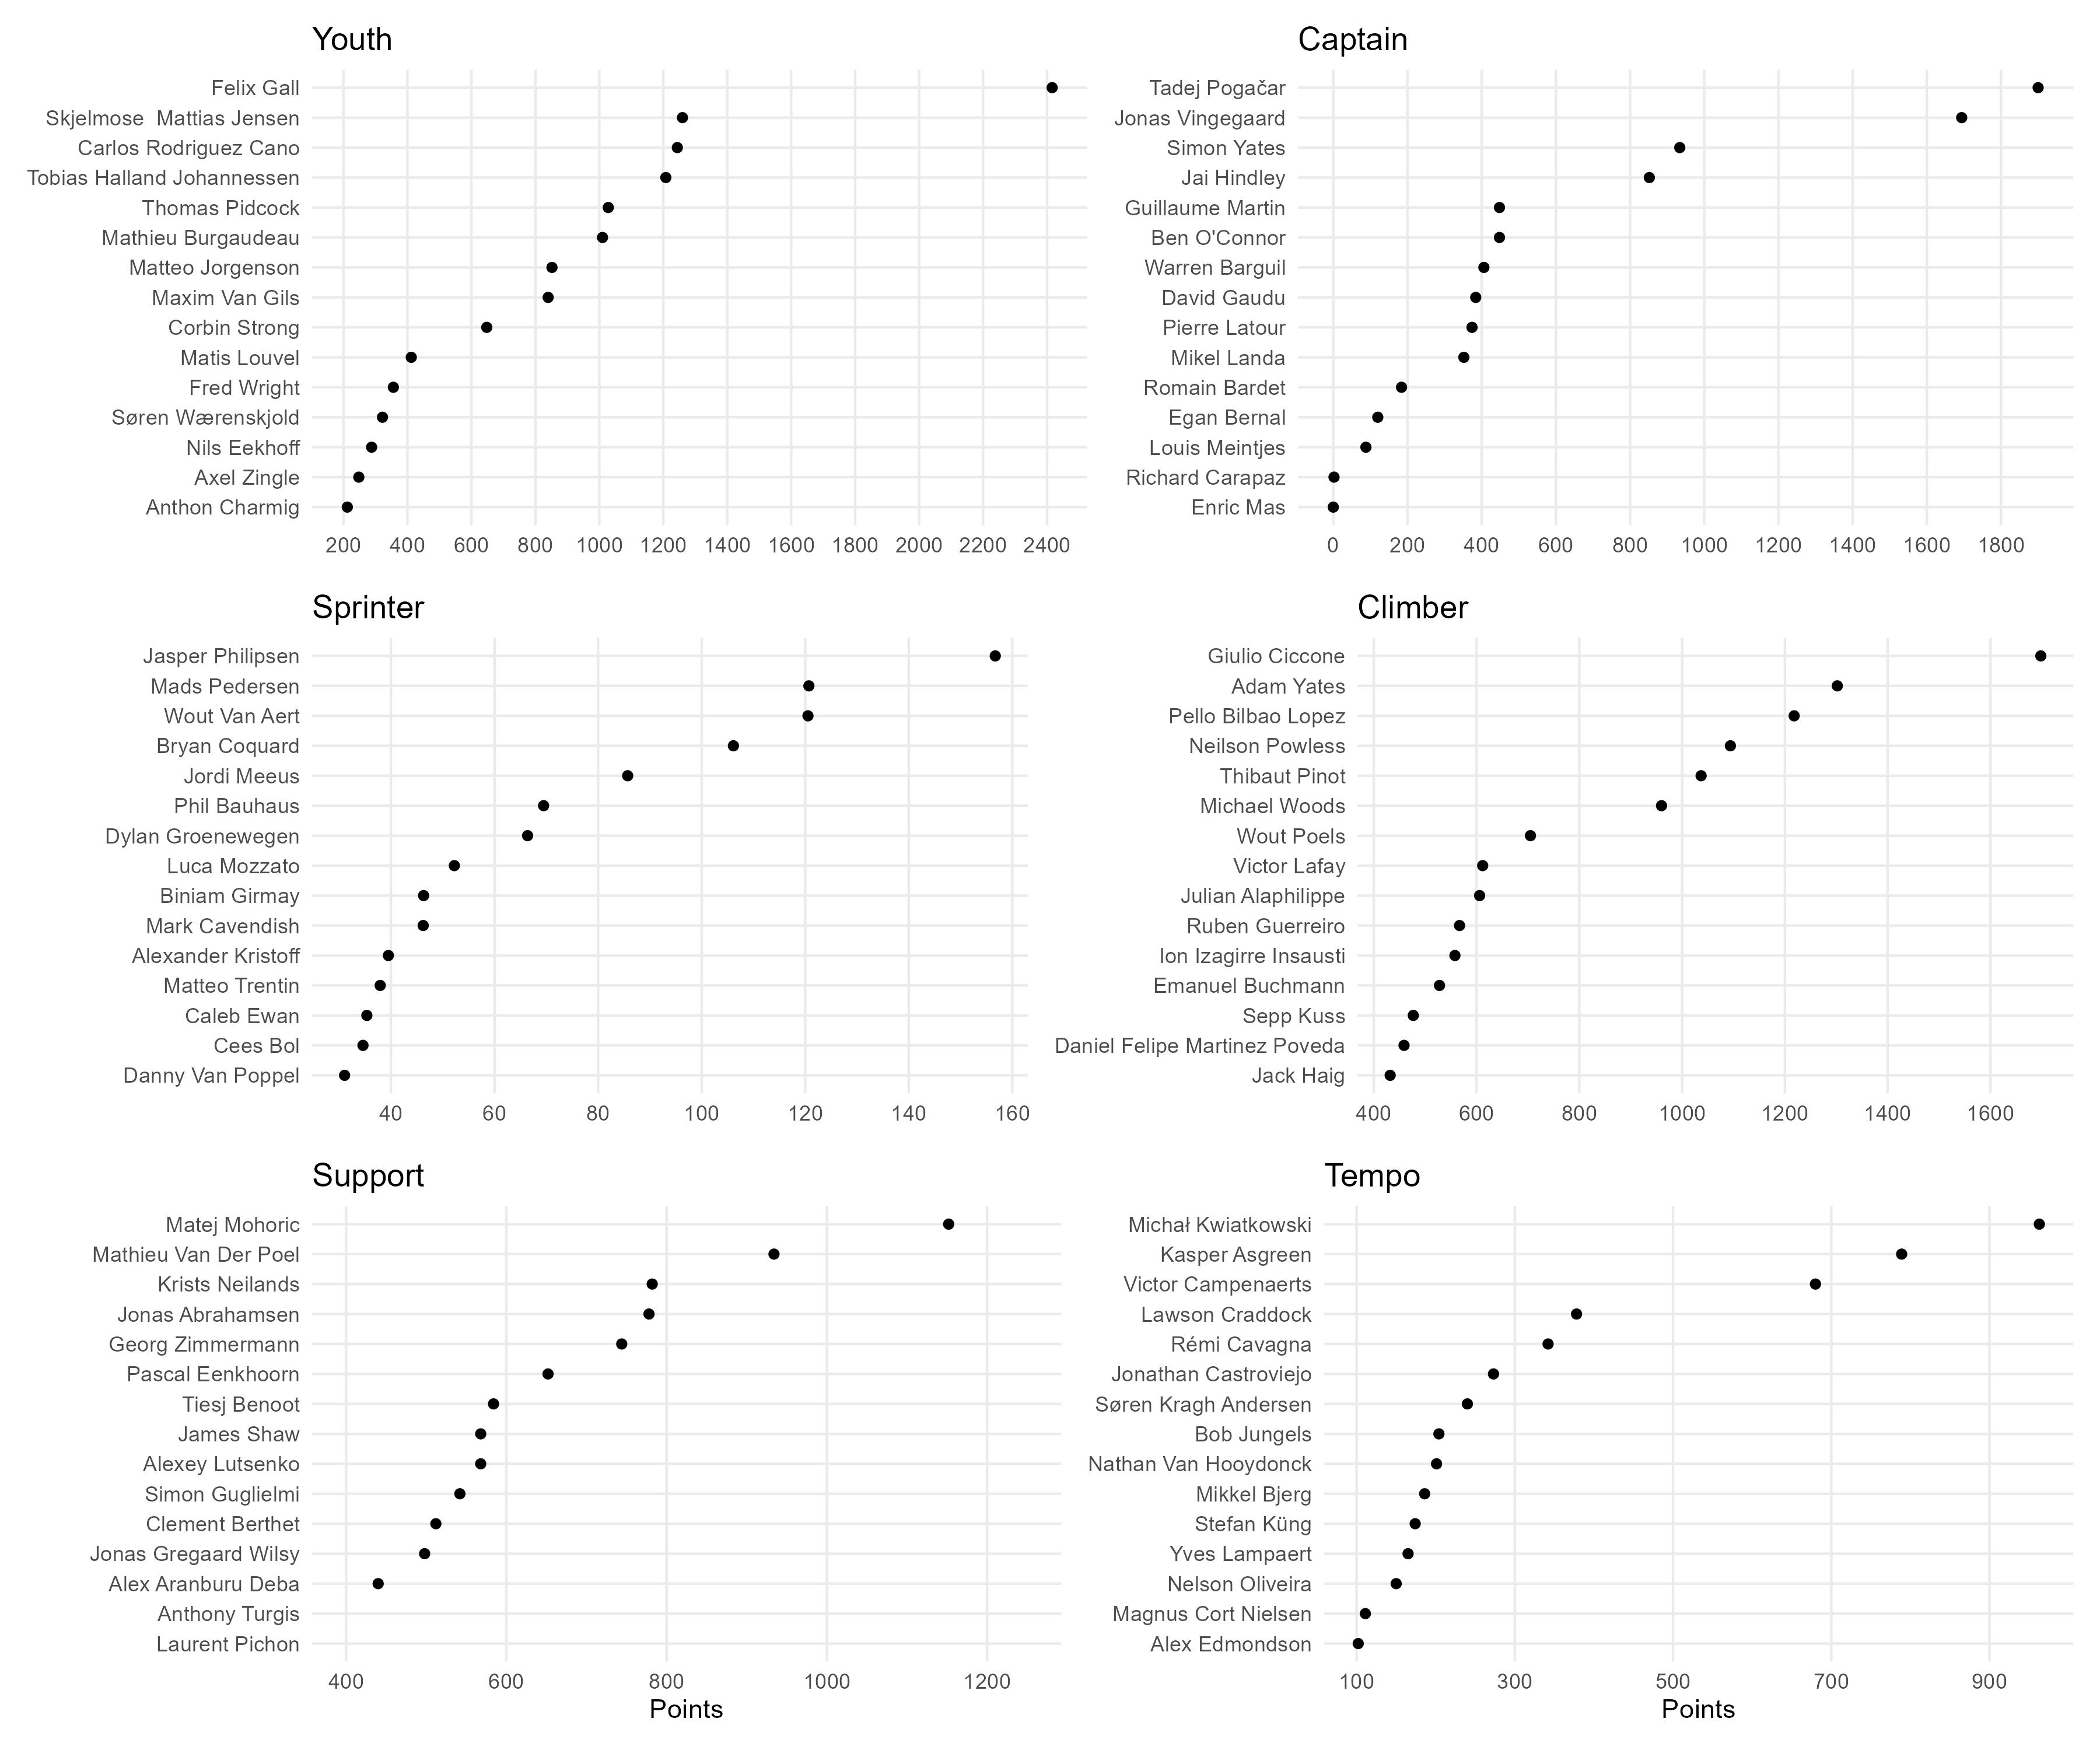 Youth
Felix Gall
Skjelmose  Mattias Jensen
Carlos Rodriguez Cano
Tobias Halland Johannessen
Thomas Pidcock
Mathieu Burgaudeau
Matteo Jorgenson
Maxim Van Gils
Corbin Strong
Matis Louvel
Fred Wright
Søren Wærenskjold
Nils Eekhoff
Axel Zingle
Anthon Charmig
200 400 600 800 1000 1200 1400 1600 1800 2000 2200 2400
Captain
Tadej Pogačar
Jonas Vingegaard
Simon Yates
Jai Hindley
Guillaume Martin
Ben O'Connor
Warren Barguil
David Gaudu
Pierre Latour
Mikel Landa
Romain Bardet
Egan Bernal
Louis Meintjes
Richard Carapaz
Enric Mas
0 200 400 600 800 1000 1200 1400 1600 1800
Sprinter
Jasper Philipsen
Mads Pedersen
Wout Van Aert
Bryan Coquard
Jordi Meeus
Phil Bauhaus
Dylan Groenewegen
Luca Mozzato
Biniam Girmay
Mark Cavendish
Alexander Kristoff
Matteo Trentin
Caleb Ewan
Cees Bol
Danny Van Poppel
40 60 80 100 120 140 160
Climber
Giulio Ciccone
Adam Yates
Pello Bilbao Lopez
Neilson Powless
Thibaut Pinot
Michael Woods
Wout Poels
Victor Lafay
Julian Alaphilippe
Ruben Guerreiro
Ion Izagirre Insausti
Emanuel Buchmann
Sepp Kuss
Daniel Felipe Martinez Poveda
Jack Haig
400 600 800 1000 1200 1400 1600
Support
Matej Mohoric
Mathieu Van Der Poel
Krists Neilands
Jonas Abrahamsen
Georg Zimmermann
Pascal Eenkhoorn
Tiesj Benoot
James Shaw
Alexey Lutsenko
Simon Guglielmi
Clement Berthet
Jonas Gregaard Wilsy
Alex Aranburu Deba
Anthony Turgis
Laurent Pichon
400 600 800 1000 1200
Points
Tempo
Michał Kwiatkowski
Kasper Asgreen
Victor Campenaerts
Lawson Craddock
Rémi Cavagna
Jonathan Castroviejo
Søren Kragh Andersen
Bob Jungels
Nathan Van Hooydonck
Mikkel Bjerg
Stefan Küng
Yves Lampaert
Nelson Oliveira
Magnus Cort Nielsen
Alex Edmondson
100 300 500 700 900
Points